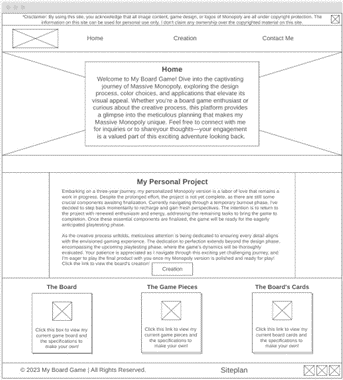 *Disclaimer: By using this site, you acknowledge that all image content, game design, or logos of Monopoly are all under copyright protection. The
information on this site can be used for personal use only, I don't claim any ownership over the copyrighted material on this site.
Home Creation Contact Me
Home
Welcome to My Board Game! Dive into the captivating
journey of Massive Monopoly, exploring the design
process, color choices, and applications that elevate its
visual appeal. Whether you're a board game enthusiast or
curious about the creative process, this platform provides
a glimpse into the meticulous planning that makes my
Massive Monopoly unique. Feel free to connect with me
for inquiries or to shareyour thoughts—your engagement
is a valued part of this exciting adventure looking back.
My Personal Project
Embarking on a three-year journey, my personalized Monopoly version is a labor of love that remains a
work in progress. Despite the prolonged effort, the project is not yet complete, as there are still some
crucial components awaiting finalization. Currently navigating through a temporary burnout phase, I've
decided to step back momentarily to recharge and gain fresh perspectives. The intention is to return to
the project with renewed enthusiasm and energy, addressing the remaining tasks to bring the game to
completion. Once these essential components are finalized, the game will be ready for the eagerly
anticipated playtesting phase.
As the creative process unfolds, meticulous attention is being dedicated to ensuring every detail aligns
with the envisioned gaming experience. The dedication to perfection extends beyond the design phase,
encompassing the upcoming playtesting phase, where the game's dynamics will be thoroughly
evaluated. Your patience is appreciated as I navigate through this exciting yet challenging journey, and
I'm eager to play the final product with you once my Monopoly version is polished and ready for play!
Click the link to view the board's creation!
Creation
The Board The Game Pieces The Board's Cards
Click this box to view my
current game board and
the specifications to
make your own!
Click this box to view my
current game pieces and
the specifications to
make your own!
Click this box to view my
current board cards and
the specifications to
make your own!
© 2023 My Board Game | All Rights Reserved. Siteplan